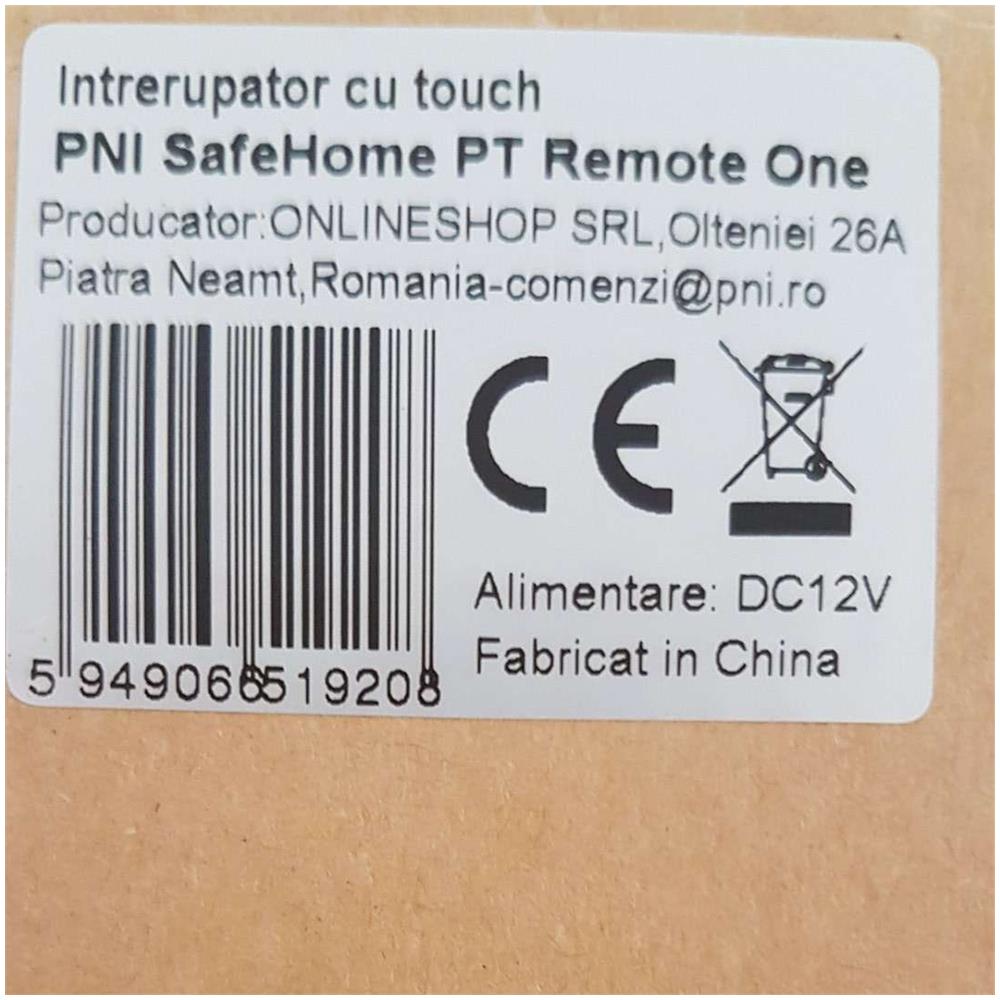 Intrerupator cu touch
PNI SafeHome PT Remote One
Producator:ONLINESHOP SRL,Olteniei 26A
Piatra Neamt,Romania-comenzi@pni.ro
CE
Alimentare: DC12V
Fabricat in China
5 949066 519208